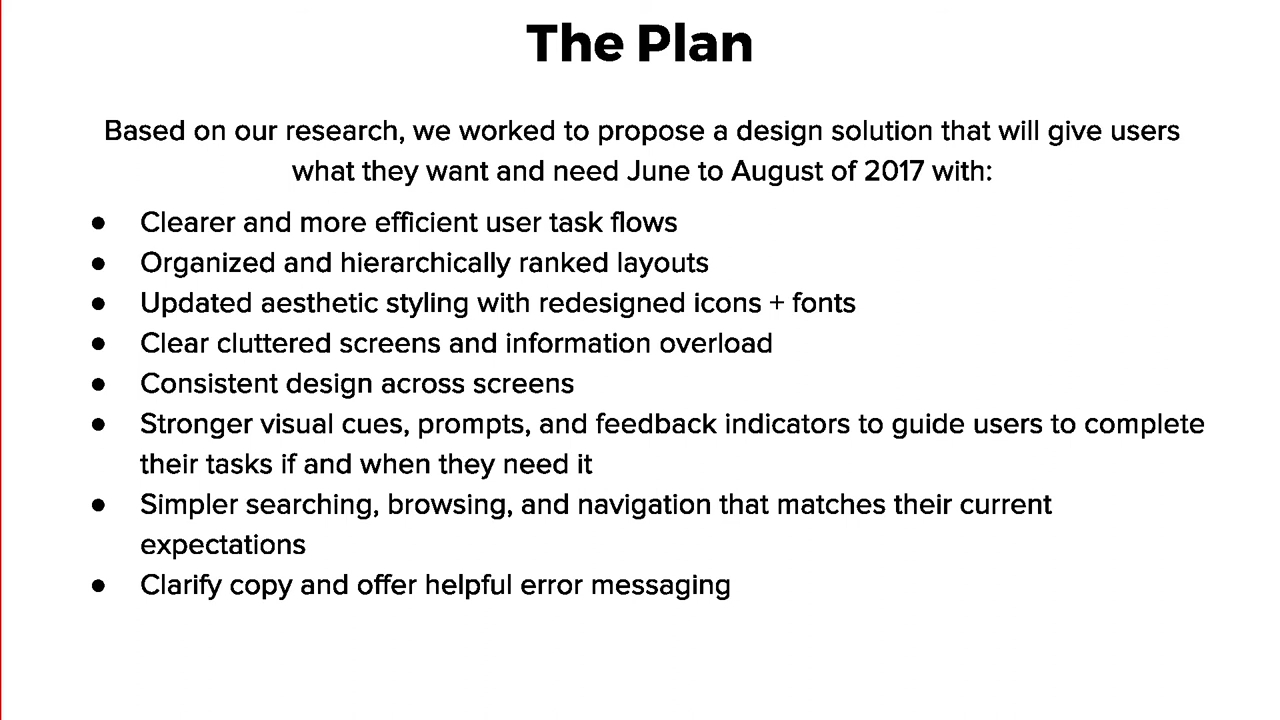 The Plan
Based on our research, we worked to propose a design solution that will give users
what they want and need June to August of 2017 with:
● Clearer and more efficient user task flows
● Organized and hierarchically ranked layouts
● Updated aesthetic styling with redesigned icons + fonts
● Clear cluttered screens and information overload
● Consistent design across screens
● Stronger visual cues, prompts, and feedback indicators to guide users to complete
their tasks if and when they need it
● Simpler searching, browsing, and navigation that matches their current
expectations
● Clarify copy and offer helpful error messaging